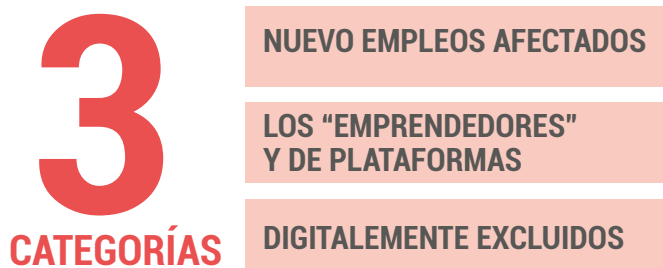 3
CATEGORÍAS
NUEVO EMPLEOS AFECTADOS
LOS “EMPRENDEDORES”
Y DE PLATAFORMAS
DIGITALEMENTE EXCLUIDOS